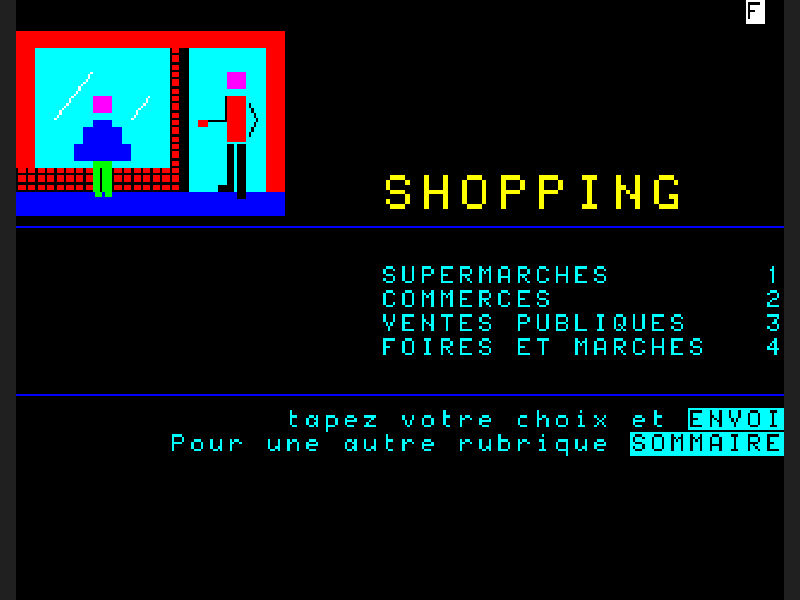 F
SHOPPING
SUPERMARCHES 1
COMMERCES 2
VENTES PUBLIQUES 3
FOIRES ET MARCHES 4
tapez votre choix et ENVOI
Pour une autre rubrique SOMMAIRE